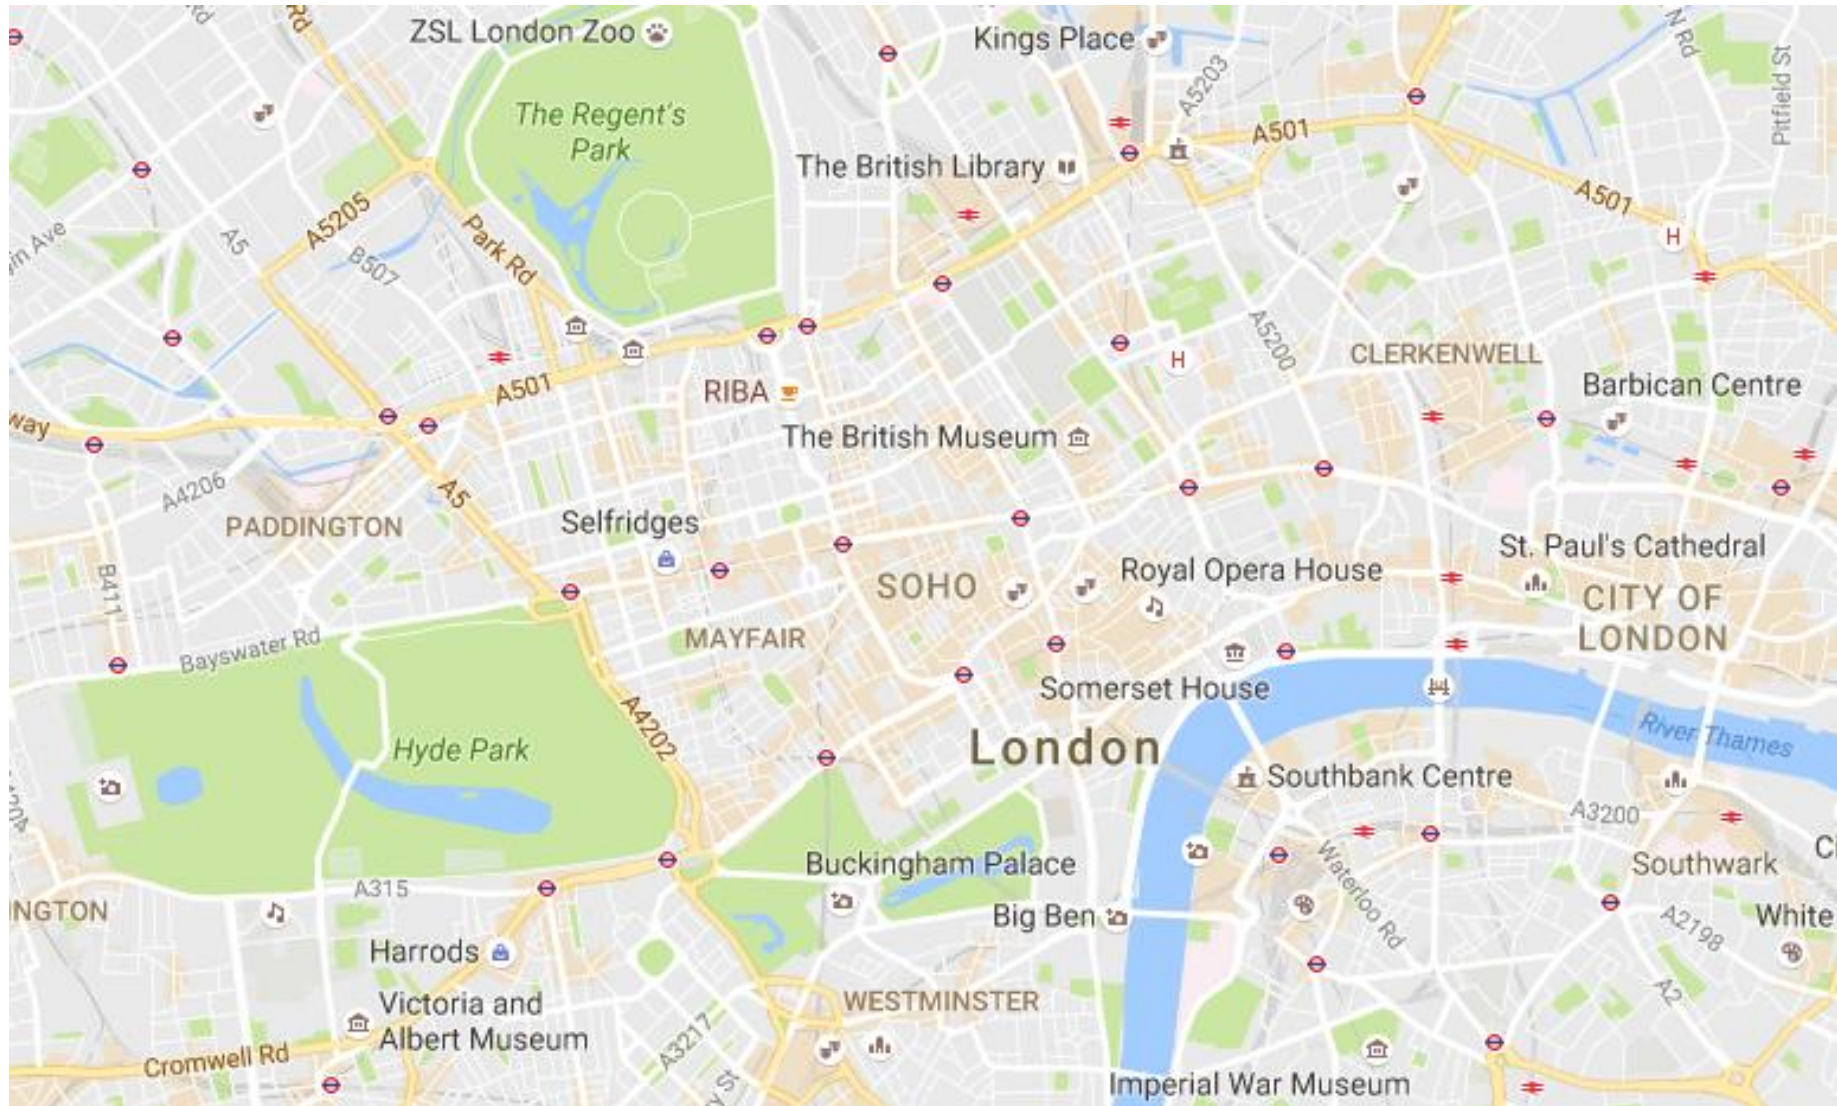 ZSL London Zoo
Kings Place
N Rd
Rd
Rd
Pitfield St
A5203
The Regent's
Park
A501
The British Library
A501
A5205
A5
Park Rd
B507
A5200
CLERKENWELL
Barbican Centre
RIBA
A501
way
The British Museum
A5
A4206
PADDINGTON
Selfridges
St. Paul's Cathedral
Royal Opera House
B411
SOHO
CITY OF
LONDON
MAYFAIR
Bayswater Rd
Somerset House
A4202
River Thames
Hyde Park
London
Southbank Centre
A3200
Buckingham Palace
Waterloo Rd
Southwark
A315
INGTON
Big Ben
White
A2198
Harrods
A2
Victoria and
Albert Museum
WESTMINSTER
A3217
Cromwell Rd
Imperial War Museum
H
H